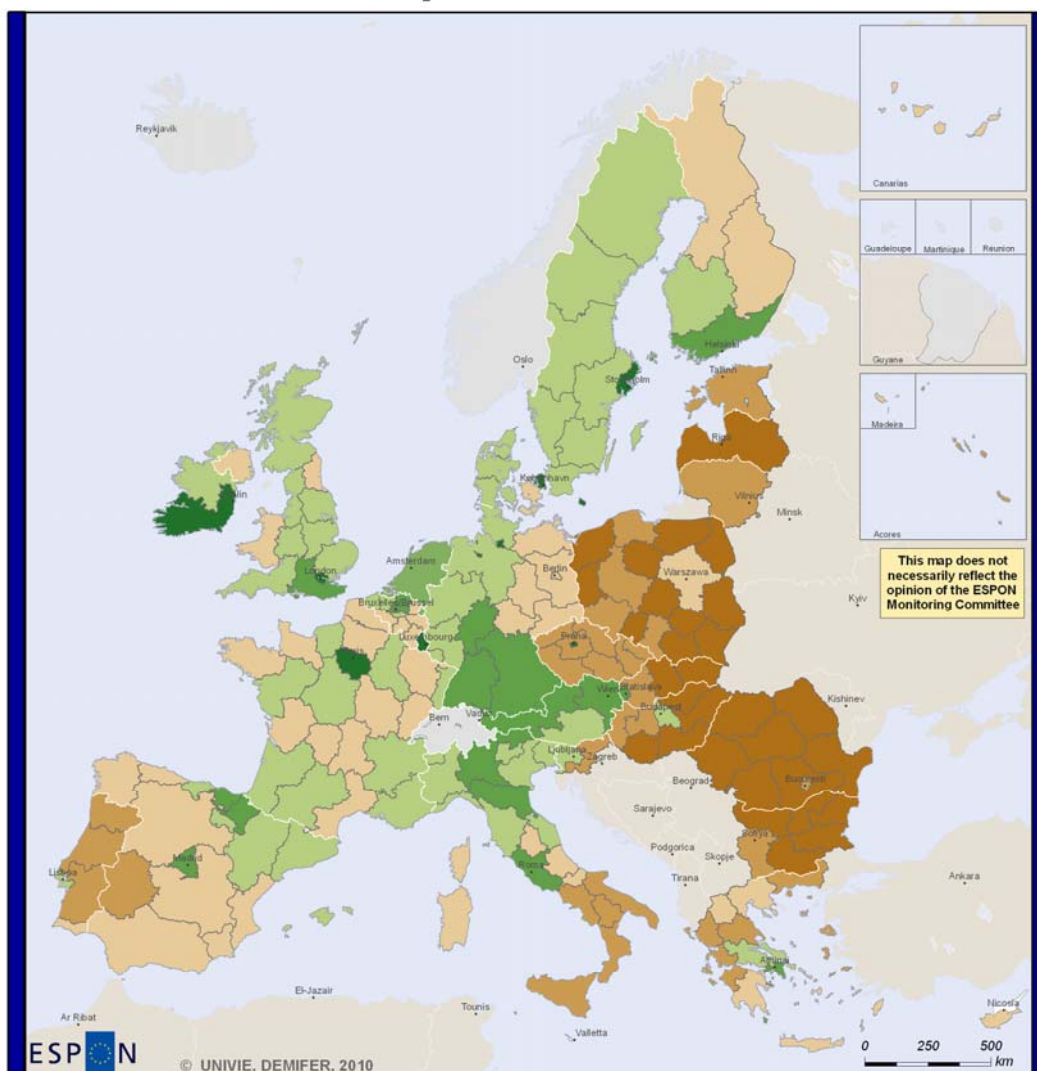 Reykjavik
Canarias
Guadeloupe
Martinique
Réunion
Guyane
Madeira
Acores
Oslo
Helsinki
Tallinn
Stockholm
Riga
København
Vilnius
Minsk
This map does not
necessarily reflect the
opinion of the ESPON
Monitoring Committee
London
Amsterdam
Berlin
Warszawa
Kyiv
Luxembourg
Praha
Wien
Bratislava
Kishinev
Bern
Budapest
Ljubljana
Zagreb
Beograd
Bucuresti
Sarajevo
Sofiya
Podgorica
Skopje
Tirana
Madrid
Roma
Lisboa
Ankara
Athinai
El-Jazair
Tounis
Ar Ribat
Valletta
Nicosia
0 250 500
km
ESPON
© UNIVIE, DEMIFER, 2010